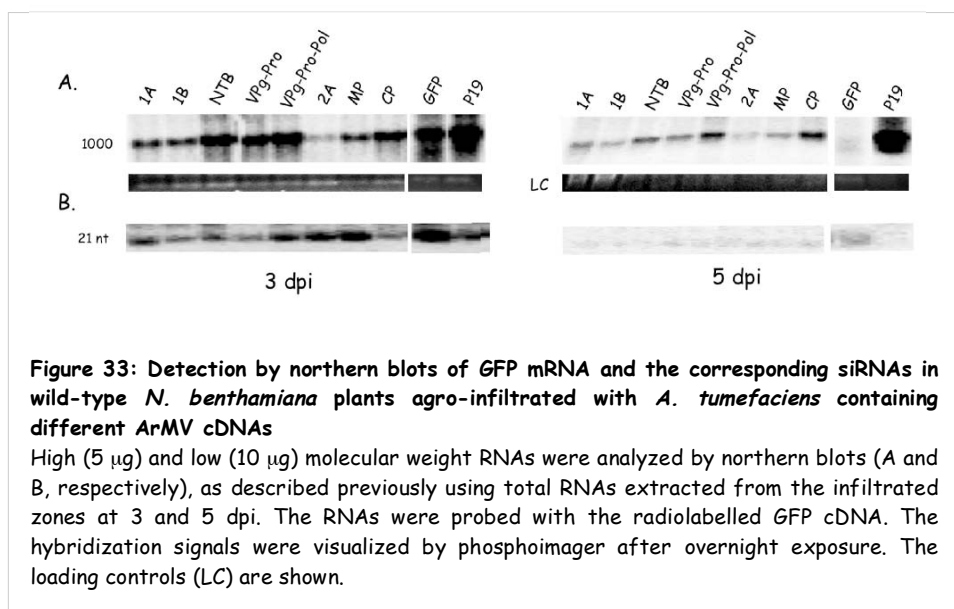 A.
1A 1B NTB VPg-Pro VPg-Pro-Pol 2A MP CP GFP P19
1A 1B NTB VPg-Pro VPg-Pro-Pol 2A MP CP GFP P19
1000
LC
B.
21 nt
3 dpi
5 dpi
Figure 33: Detection by northern blots of GFP mRNA and the corresponding siRNAs in
wild-type N. benthamiana plants agro-infiltrated with A. tumefaciens containing
different ArMV cDNAs
High (5 μg) and low (10 μg) molecular weight RNAs were analyzed by northern blots (A and
B, respectively), as described previously using total RNAs extracted from the infiltrated
zones at 3 and 5 dpi. The RNAs were probed with the radiolabelled GFP cDNA. The
hybridization signals were visualized by phosphoimager after overnight exposure. The
loading controls (LC) are shown.